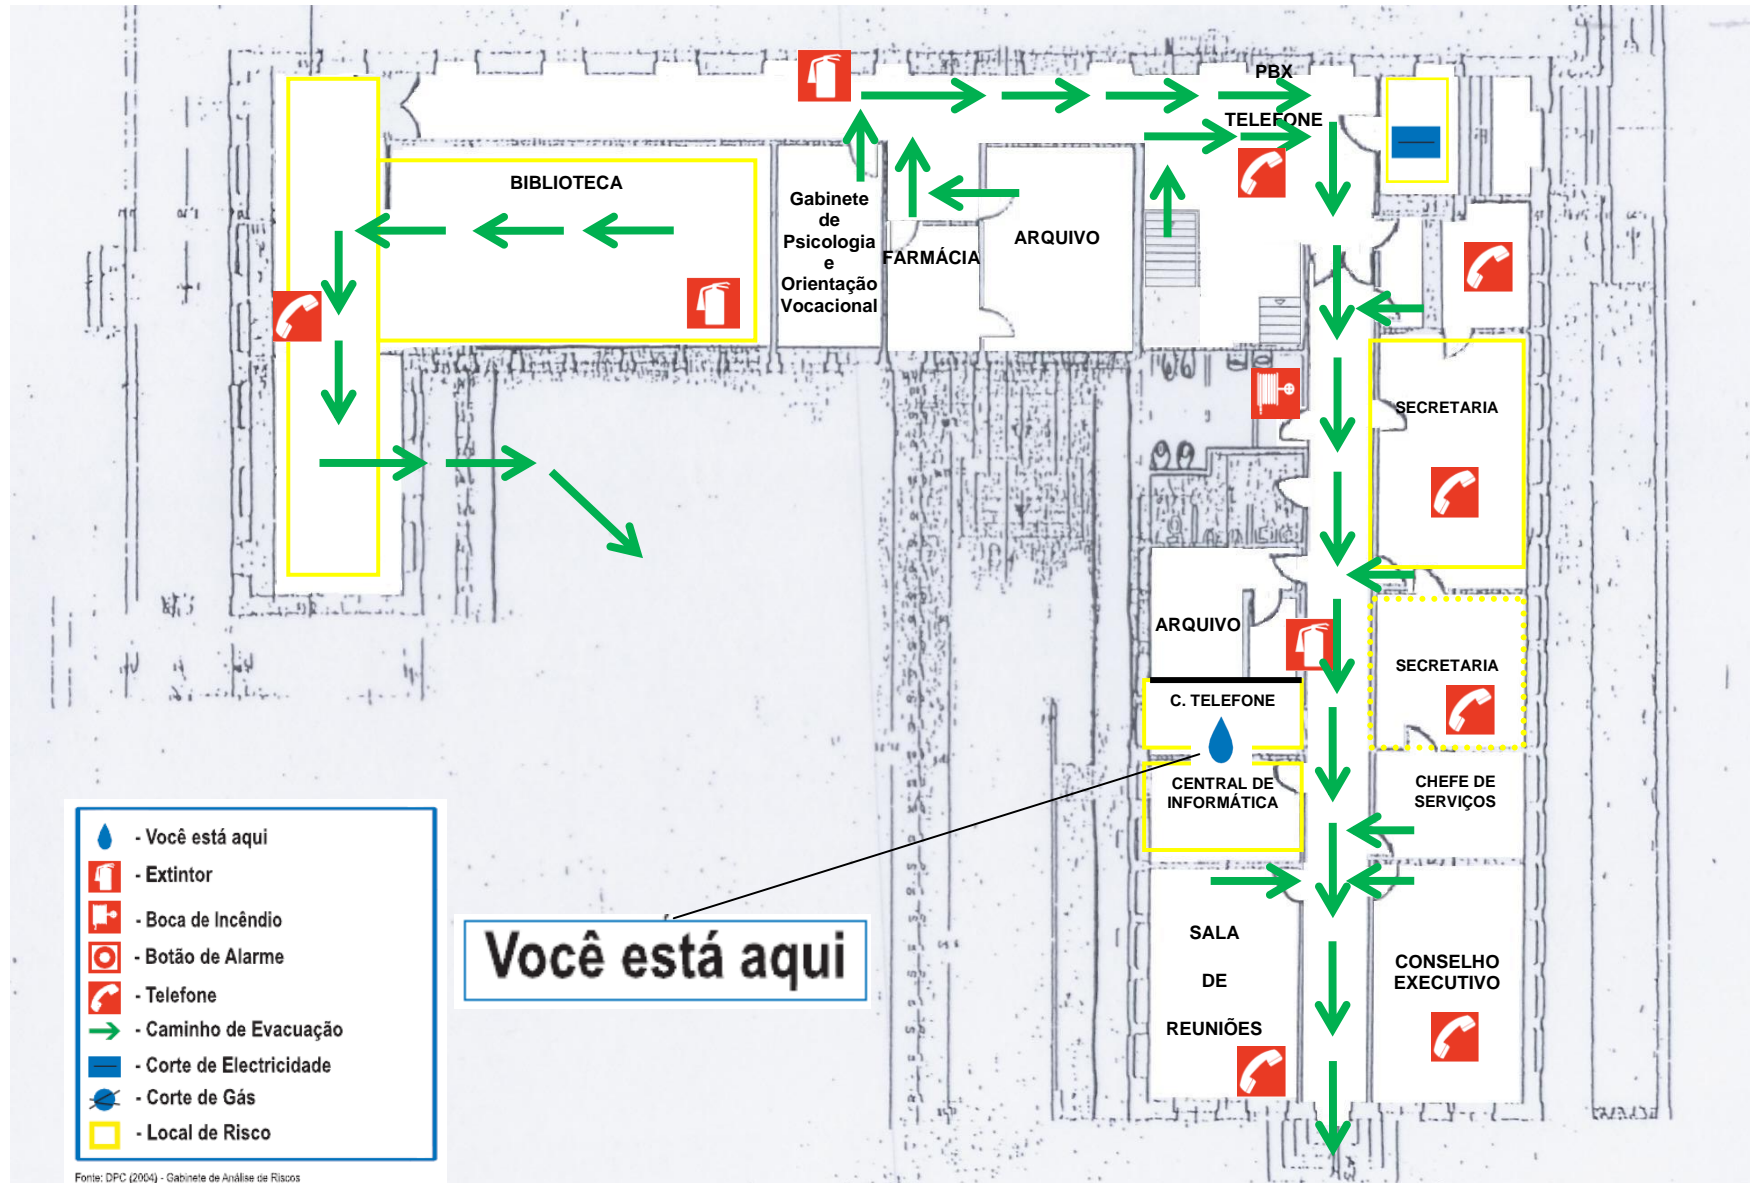 PBX
TELEFONE
BIBLIOTECA
Gabinete
de
Psicologia
e
Orientação
Vocacional
FARMÁCIA
ARQUIVO
SECRETARIA
ARQUIVO
SECRETARIA
C. TELEFONE
CENTRAL DE
INFORMÁTICA
CHEFE DE
SERVIÇOS
SALA
DE
REUNIÕES
CONSELHO
EXECUTIVO
Você está aqui
- Você está aqui
- Extintor
- Boca de Incêndio
- Botão de Alarme
- Telefone
- Caminho de Evacuação
- Corte de Electricidade
- Corte de Gás
- Local de Risco
Fonte: DPC (2004) - Gabinete de Análise de Riscos